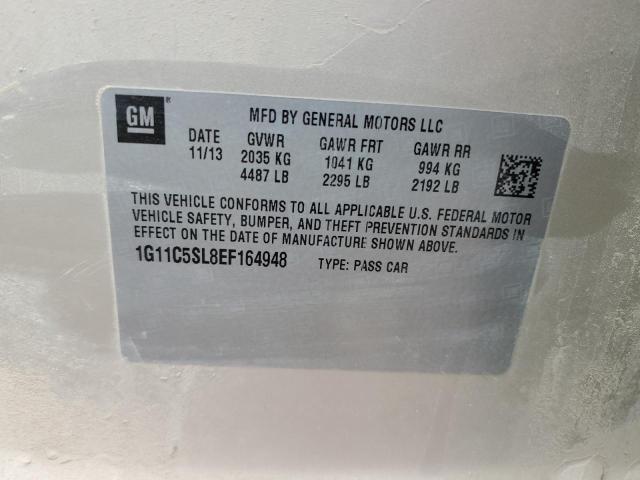 GM ®
MFD BY GENERAL MOTORS LLC
DATE GVWR GAWR FRT GAWR RR
11/13 2035 KG 1041 KG 994 KG
4487 LB 2295 LB 2192 LB
THIS VEHICLE CONFORMS TO ALL APPLICABLE U.S. FEDERAL MOTOR
VEHICLE SAFETY, BUMPER, AND THEFT PREVENTION STANDARDS IN
EFFECT ON THE DATE OF MANUFACTURE SHOWN ABOVE.
1G11C5SL8EF164948 TYPE: PASS CAR